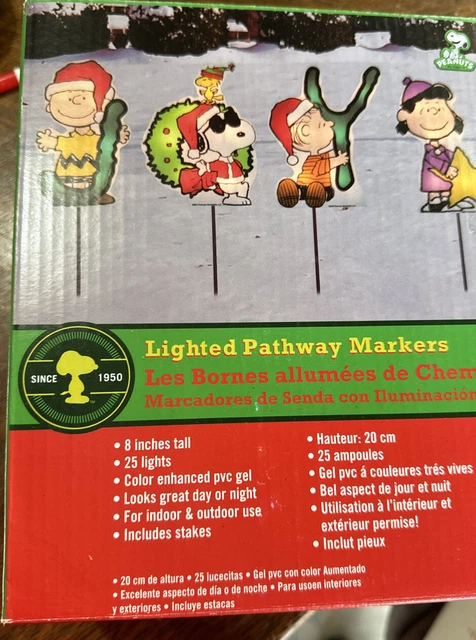 PEANUTS
SINCE 1950
Lighted Pathway Markers
Les Bornes allumées de Chem
Marcadores de Senda con Iluminación
• 8 inches tall
• 25 lights
• Color enhanced pvc gel
• Looks great day or night
• For indoor & outdoor use
• Includes stakes
• Hauteur: 20 cm
• 25 ampoules
• Gel pvc á couleures trés vives
• Bel aspect de jour et nuit
• Utilisation à l'intérieur et
extérieur permise!
• Inclut pieux
• 20 cm de altura • 25 lucecitas • Gel pvc con color Aumentado
• Excelente aspecto de día o de noche • Para usoen interiores
y exteriores • Incluye estacas